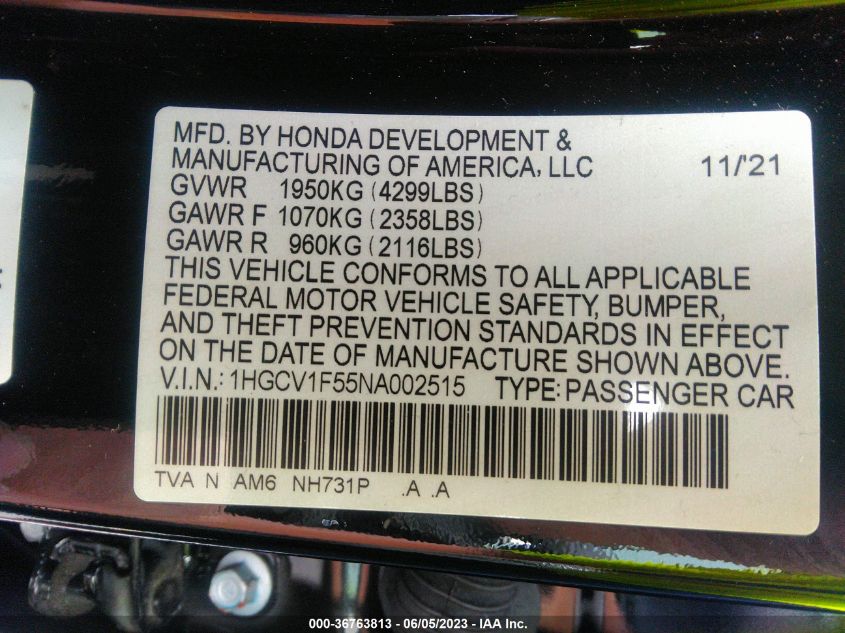 MFD. BY HONDA DEVELOPMENT &
MANUFACTURING OF AMERICA, LLC 11/'21
GVWR 1950KG (4299LBS)
GAWR F 1070KG (2358LBS)
GAWR R 960KG (2116LBS)
THIS VEHICLE CONFORMS TO ALL APPLICABLE
FEDERAL MOTOR VEHICLE SAFETY, BUMPER,
AND THEFT PREVENTION STANDARDS IN EFFECT
ON THE DATE OF MANUFACTURE SHOWN ABOVE.
V.I.N.: 1HGCV1F55NA002515 TYPE: PASSENGER CAR
TVA N AM6 NH731P .A .A
000-36763813 - 06/05/2023 - IAA Inc.